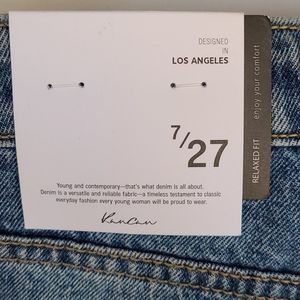 DESIGNED
IN
LOS ANGELES
7/27
Young and contemporary—that's what denim is all about.
Denim is a versatile and reliable fabric—a timeless testament to classic
everyday fashion every young woman will be proud to wear.
KanCan
RELAXED FIT
enjoy your comfort